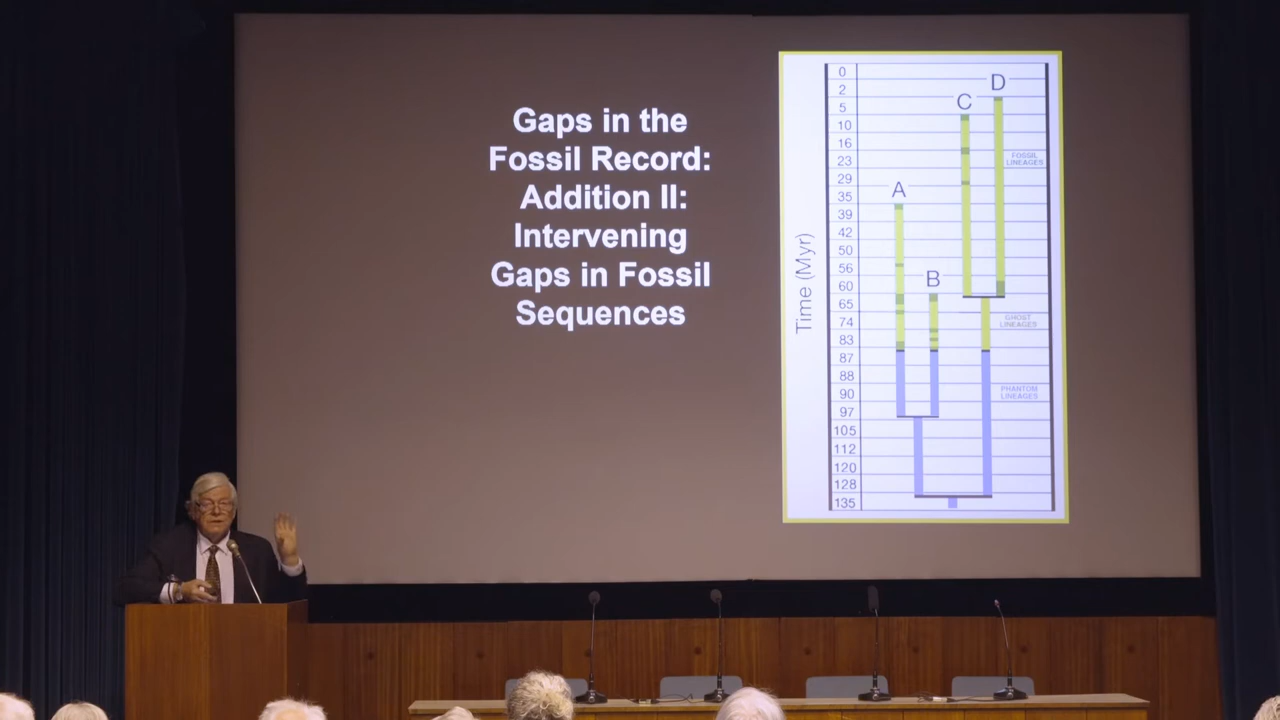 Gaps in the
Fossil Record:
Addition II:
Intervening
Gaps in Fossil
Sequences
Time (Myr)
0
2
5
10
16
23
29
35
39
42
50
56
60
65
74
83
87
88
90
97
105
112
120
128
135
A
B
C
D
FOSSIL
LINEAGES
GHOST
LINEAGES
PHANTOM
LINEAGES